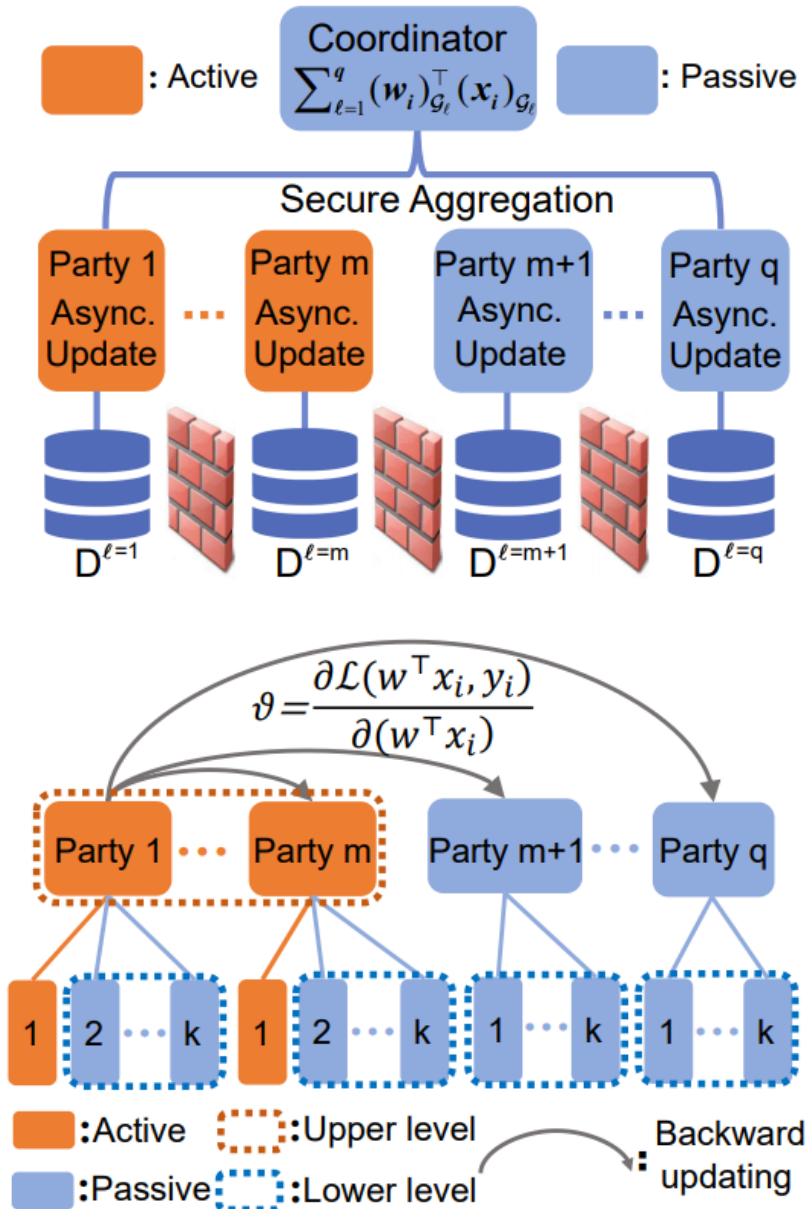 Coordinator
: Active
: Passive
∑_{ℓ=1}^{q} (w_i)_{𝒢_ℓ}^⊤ (x_i)_{𝒢_ℓ}
Secure Aggregation
Party 1
Async.
Update
...
Party m
Async.
Update
Party m+1
Async.
Update
...
Party q
Async.
Update
D^{ℓ=1}
D^{ℓ=m}
D^{ℓ=m+1}
D^{ℓ=q}
ϑ = ∂ℒ(w^⊤x_i, y_i) / ∂(w^⊤x_i)
Party 1 ... Party m
Party m+1 ... Party q
1 2 ... k 1 2 ... k 1 ... k 1 ... k
:Active :Upper level
:Passive :Lower level
: Backward
updating